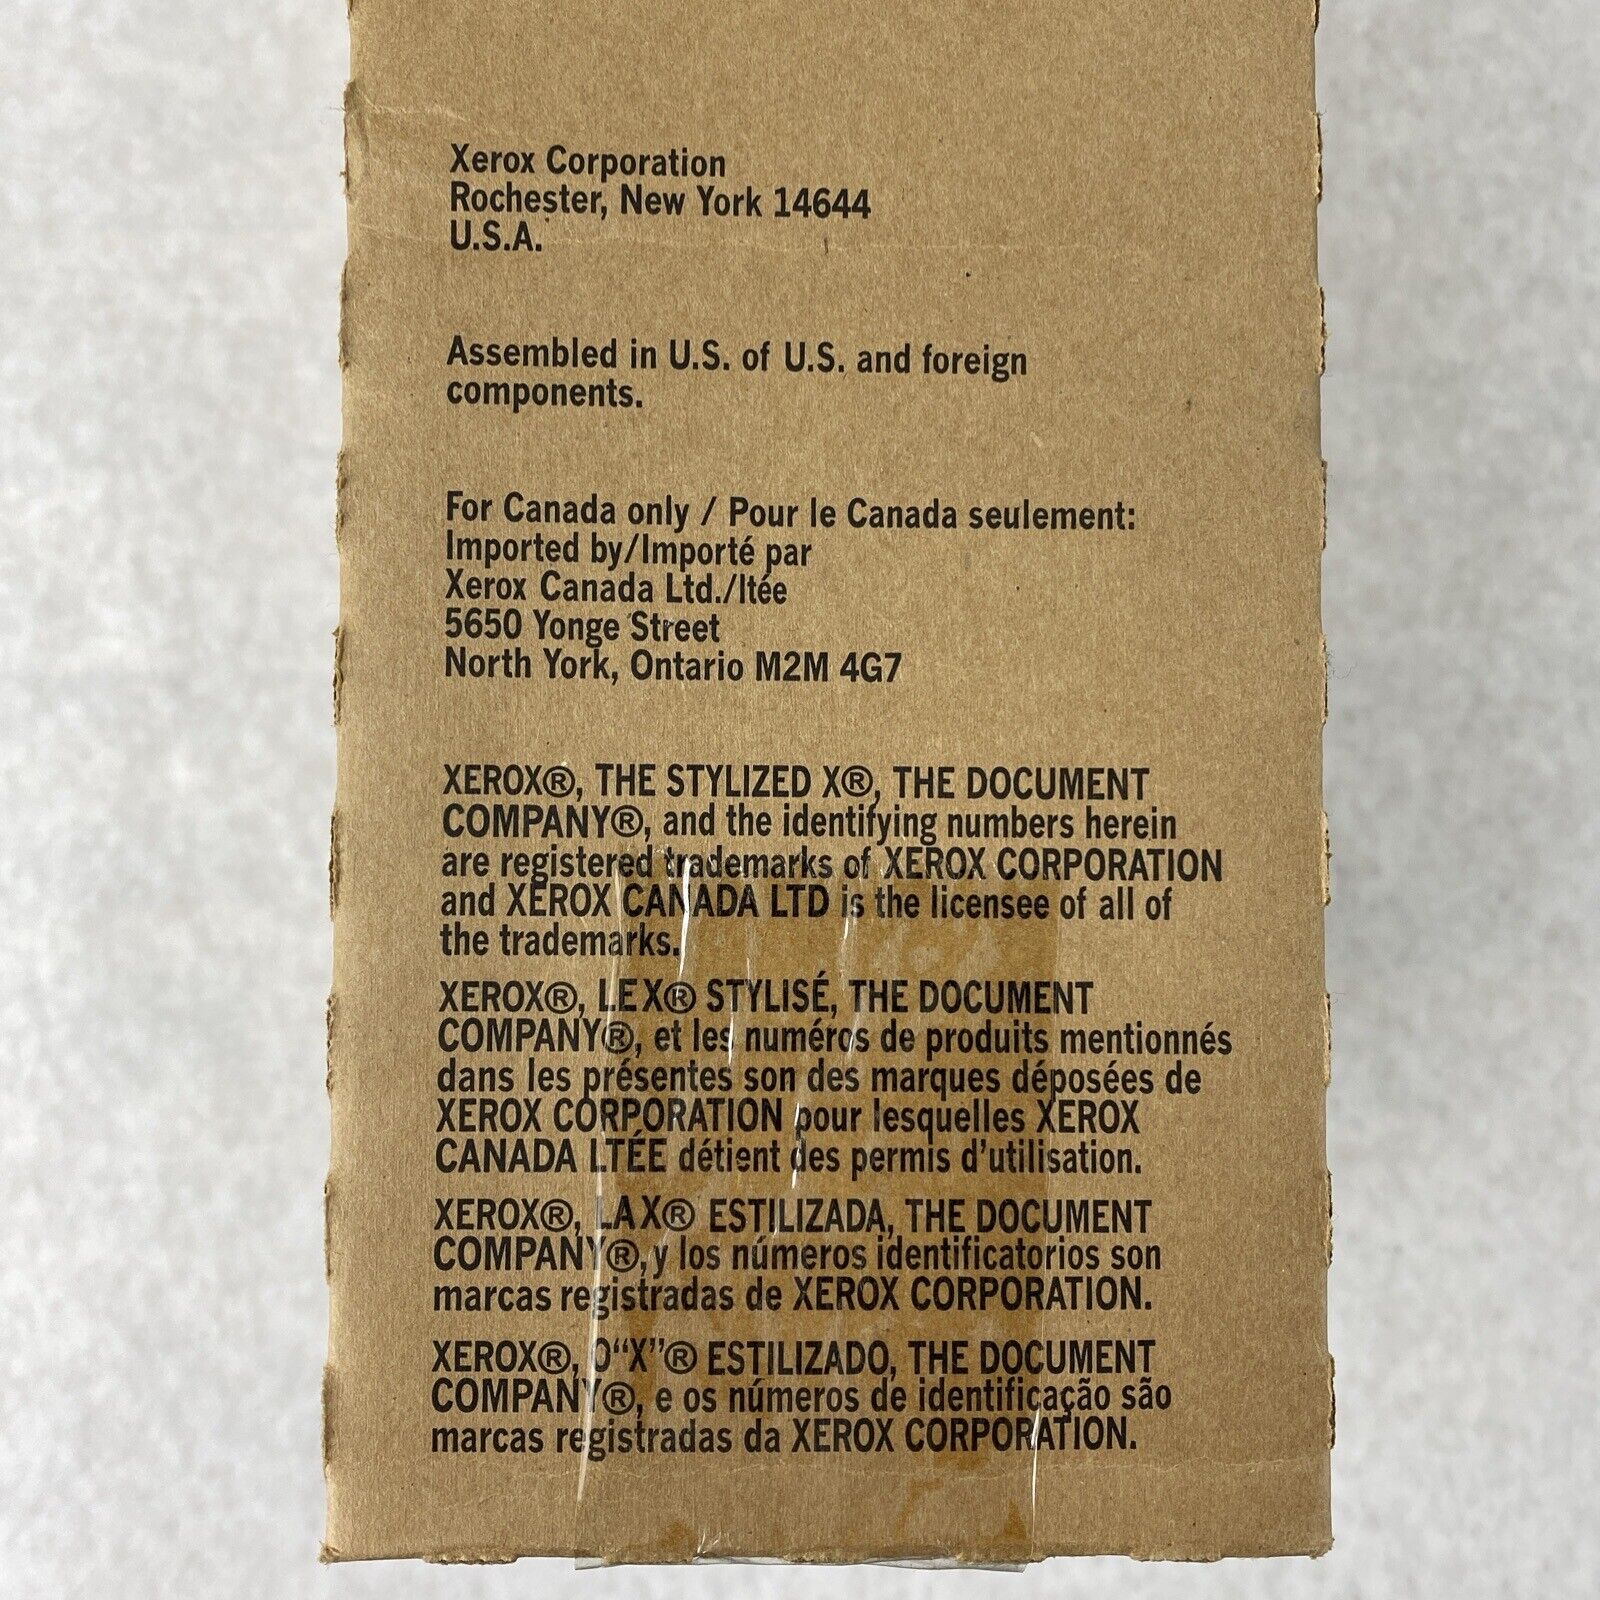 Xerox Corporation
Rochester, New York 14644
U.S.A.
Assembled in U.S. of U.S. and foreign
components.
For Canada only / Pour le Canada seulement:
Imported by/Importé par
Xerox Canada Ltd./ltée
5650 Yonge Street
North York, Ontario M2M 4G7
XEROX®, THE STYLIZED X®, THE DOCUMENT
COMPANY®, and the identifying numbers herein
are registered trademarks of XEROX CORPORATION
and XEROX CANADA LTD is the licensee of all of
the trademarks.
XEROX®, LE X® STYLISÉ, THE DOCUMENT
COMPANY®, et les numéros de produits mentionnés
dans les présentes son des marques déposées de
XEROX CORPORATION pour lesquelles XEROX
CANADA LTÉE détient des permis d'utilisation.
XEROX®, LA X® ESTILIZADA, THE DOCUMENT
COMPANY®, y los números identificatorios son
marcas registradas de XEROX CORPORATION.
XEROX®, O“X”® ESTILIZADO, THE DOCUMENT
COMPANY®, e os números de identificação são
marcas registradas da XEROX CORPORATION.